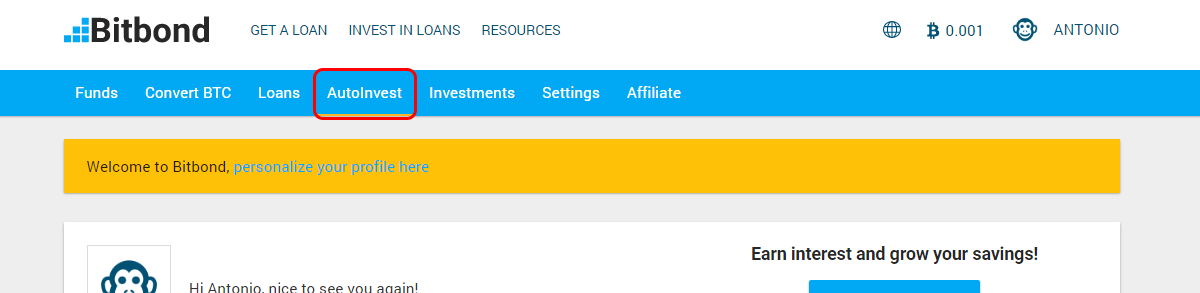 Bitbond GET A LOAN INVEST IN LOANS RESOURCES 0.001 ANTONIO
Funds Convert BTC Loans AutoInvest Investments Settings Affiliate
Welcome to Bitbond, personalize your profile here
Earn interest and grow your savings!
Hi Antonio, nice to see you again!